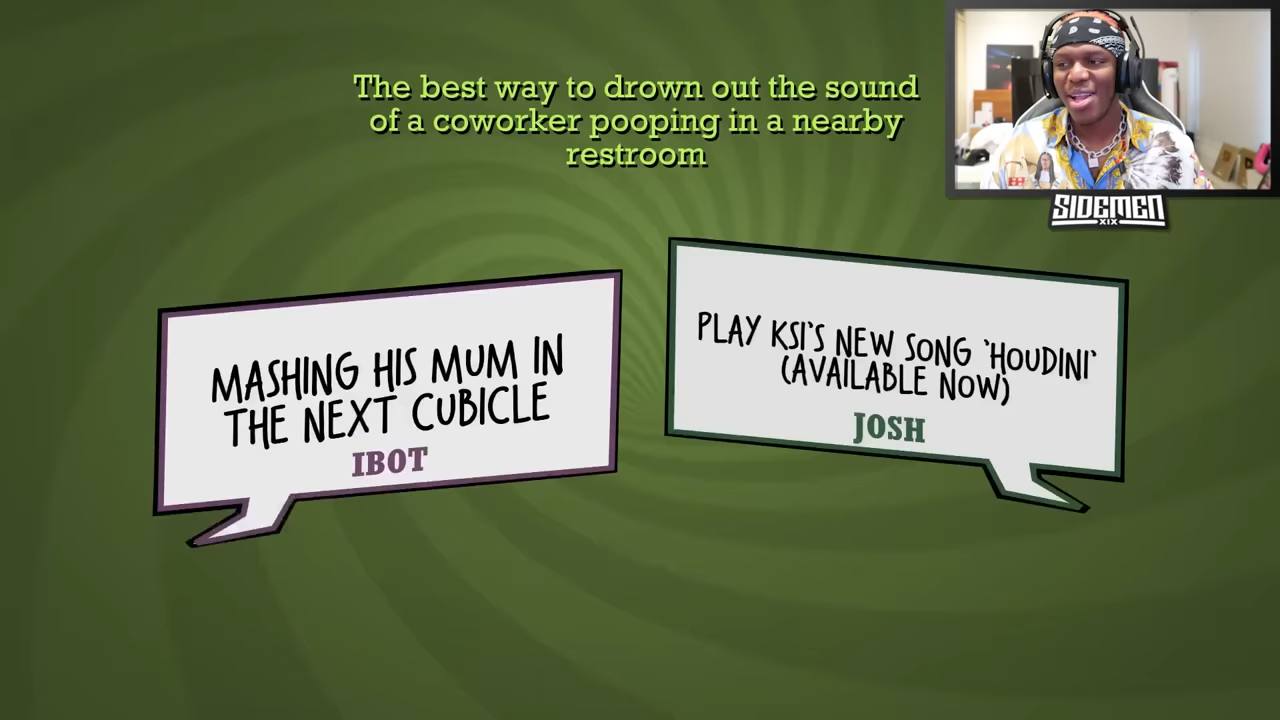 The best way to drown out the sound
of a coworker pooping in a nearby
restroom
SIDEMEN
XIX
MASHING HIS MUM IN
THE NEXT CUBICLE
IBOT
PLAY KSI'S NEW SONG 'HOUDINI'
(AVAILABLE NOW)
JOSH